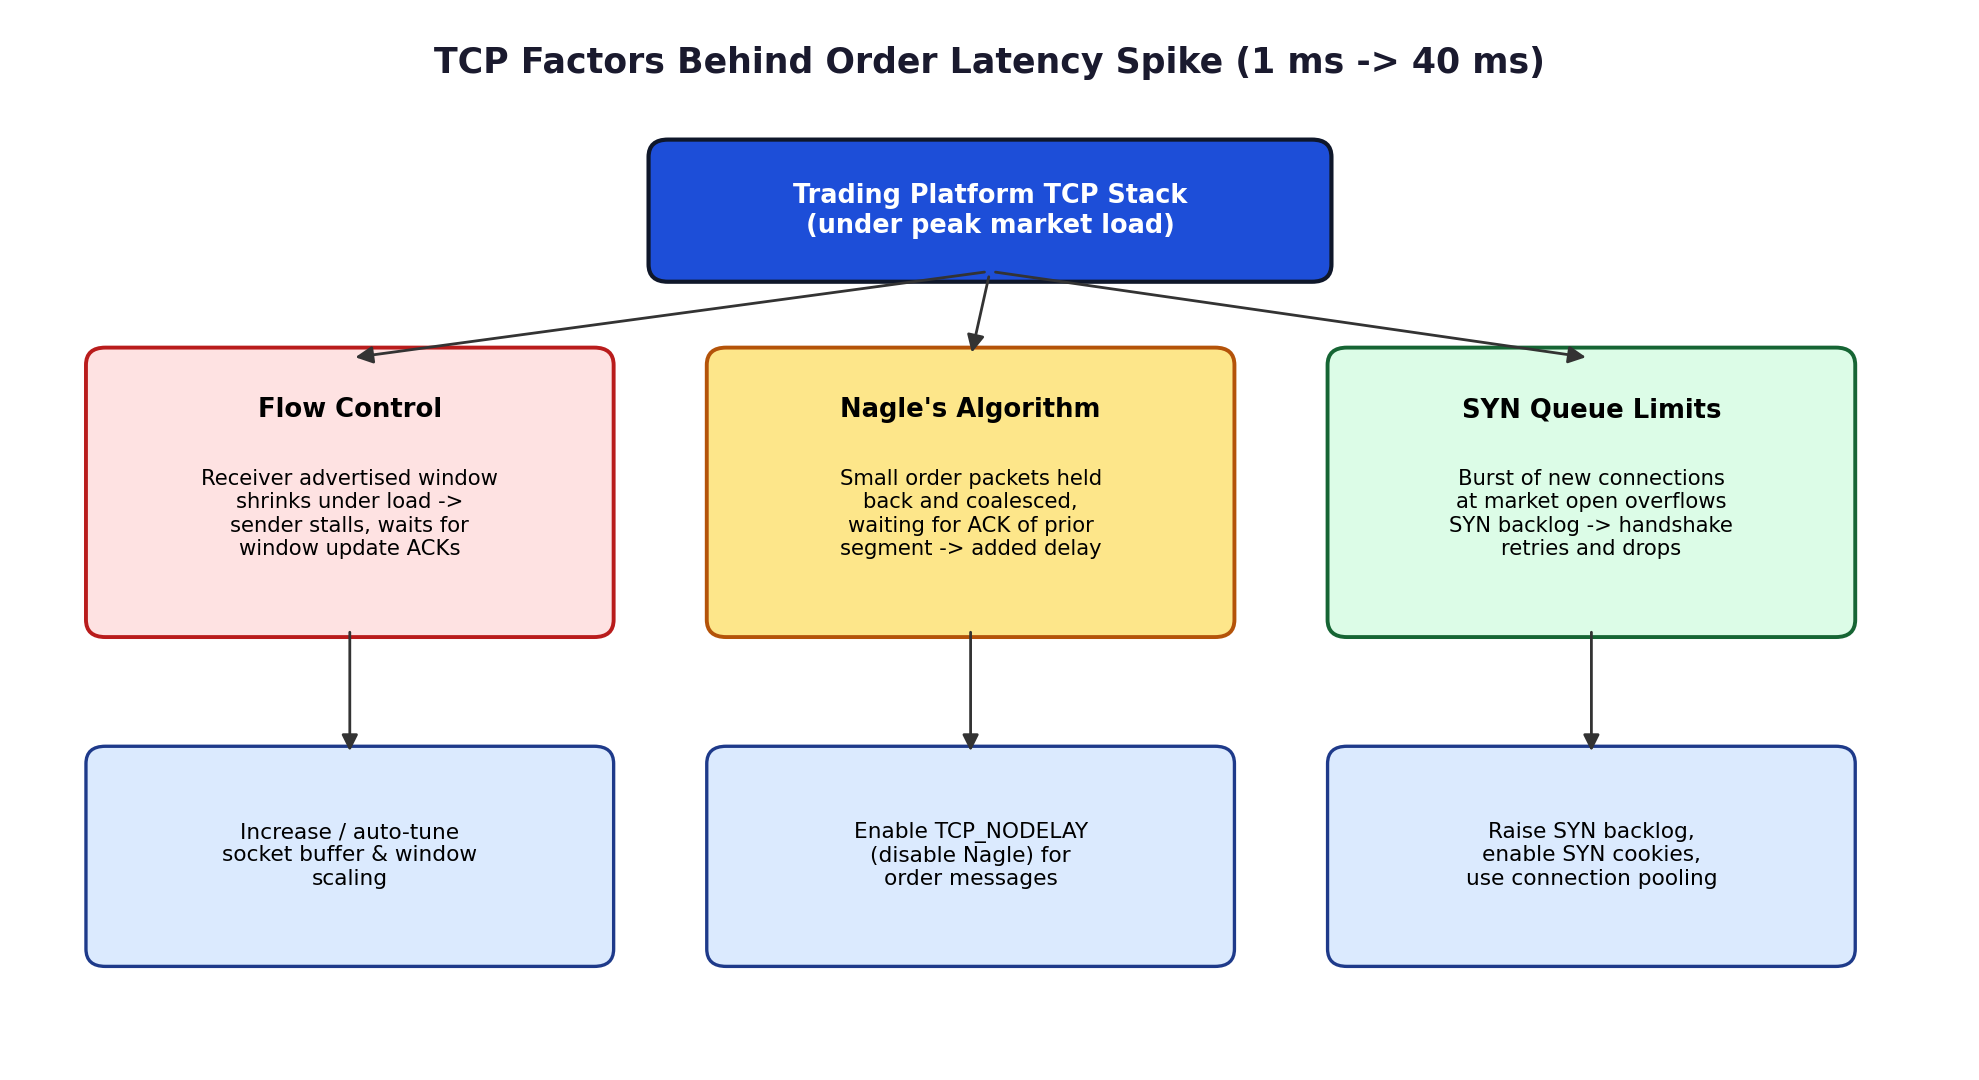 TCP Factors Behind Order Latency Spike (1 ms -> 40 ms)
Trading Platform TCP Stack
(under peak market load)
Flow Control
Receiver advertised window
shrinks under load ->
sender stalls, waits for
window update ACKs
Nagle's Algorithm
Small order packets held
back and coalesced,
waiting for ACK of prior
segment -> added delay
SYN Queue Limits
Burst of new connections
at market open overflows
SYN backlog -> handshake
retries and drops
Increase / auto-tune
socket buffer & window
scaling
Enable TCP_NODELAY
(disable Nagle) for
order messages
Raise SYN backlog,
enable SYN cookies,
use connection pooling